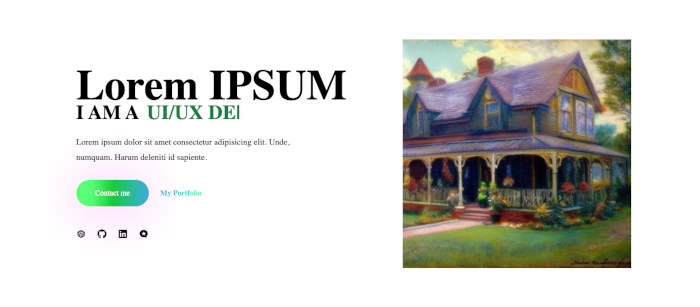 Lorem IPSUM
I AM A UI/UX DE
Lorem ipsum dolor sit amet consectetur adipisicing elit. Unde,
numquam. Harum deleniti id sapiente.
Contact me
My Portfolio